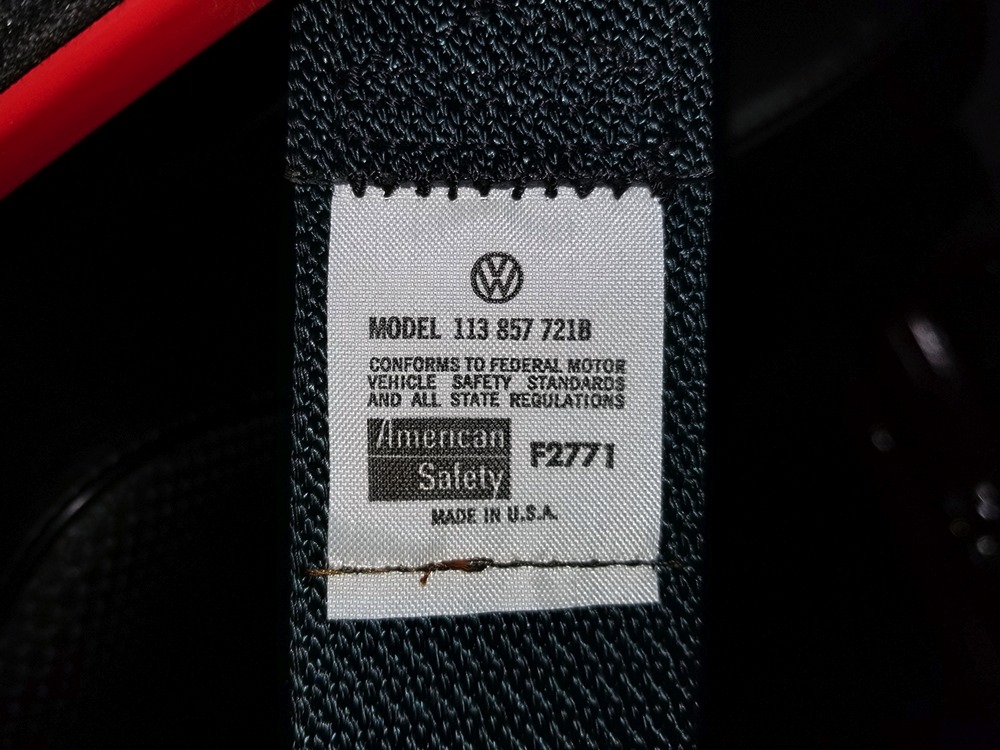 VW
MODEL 113 857 721B
CONFORMS TO FEDERAL MOTOR
VEHICLE SAFETY STANDARDS
AND ALL STATE REGULATIONS
American
Safety
F2771
MADE IN U.S.A.